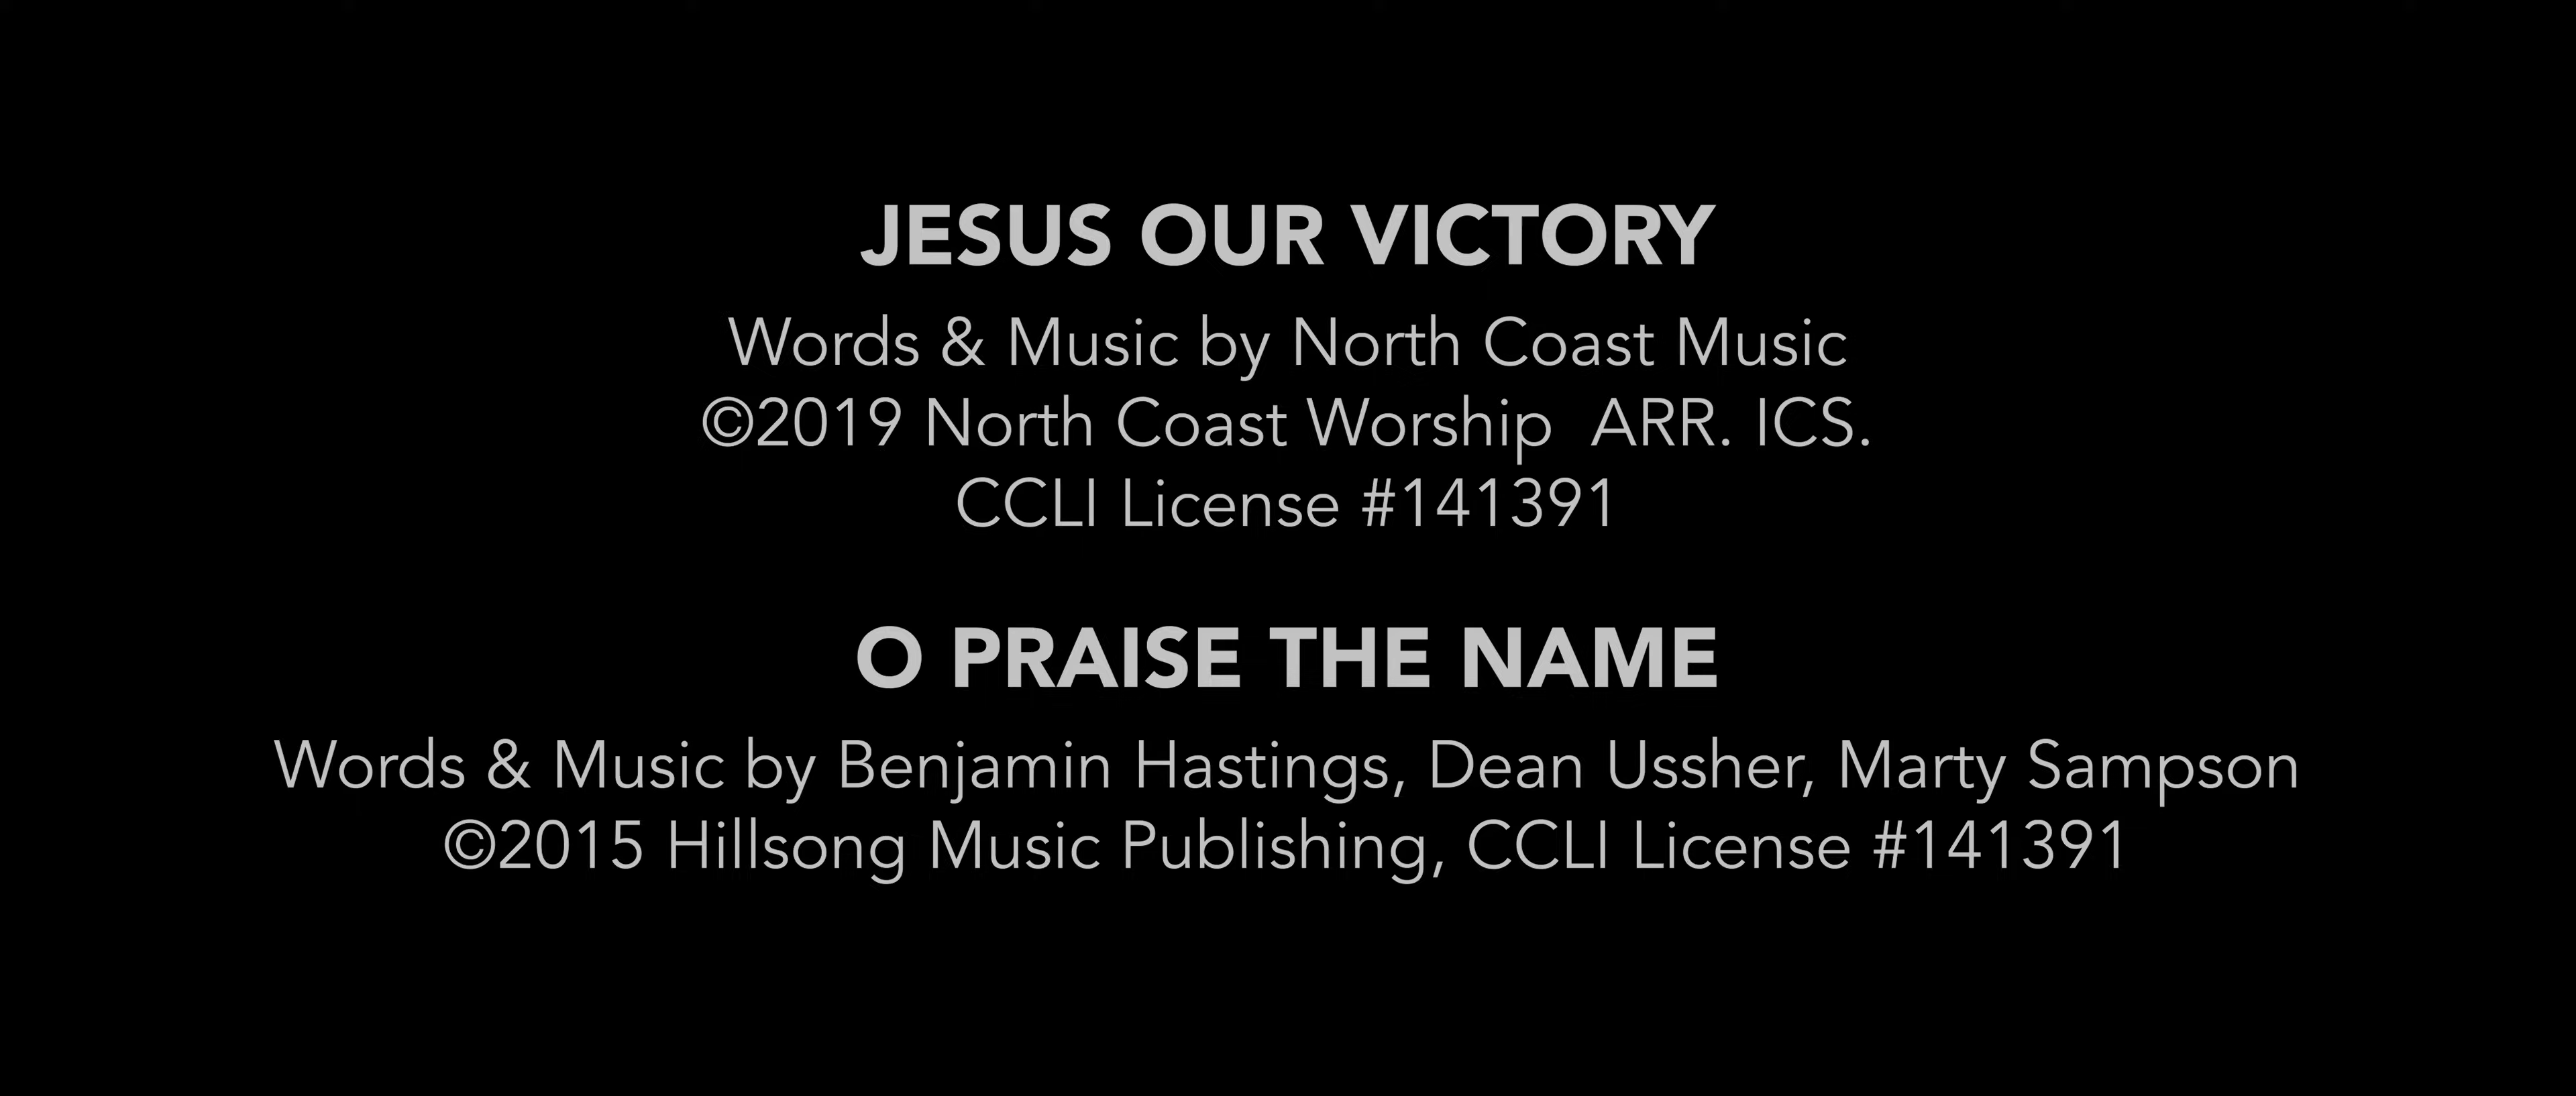 JESUS OUR VICTORY
Words & Music by North Coast Music
©2019 North Coast Worship  ARR. ICS.
CCLI License #141391
O PRAISE THE NAME
Words & Music by Benjamin Hastings, Dean Ussher, Marty Sampson
©2015 Hillsong Music Publishing, CCLI License #141391